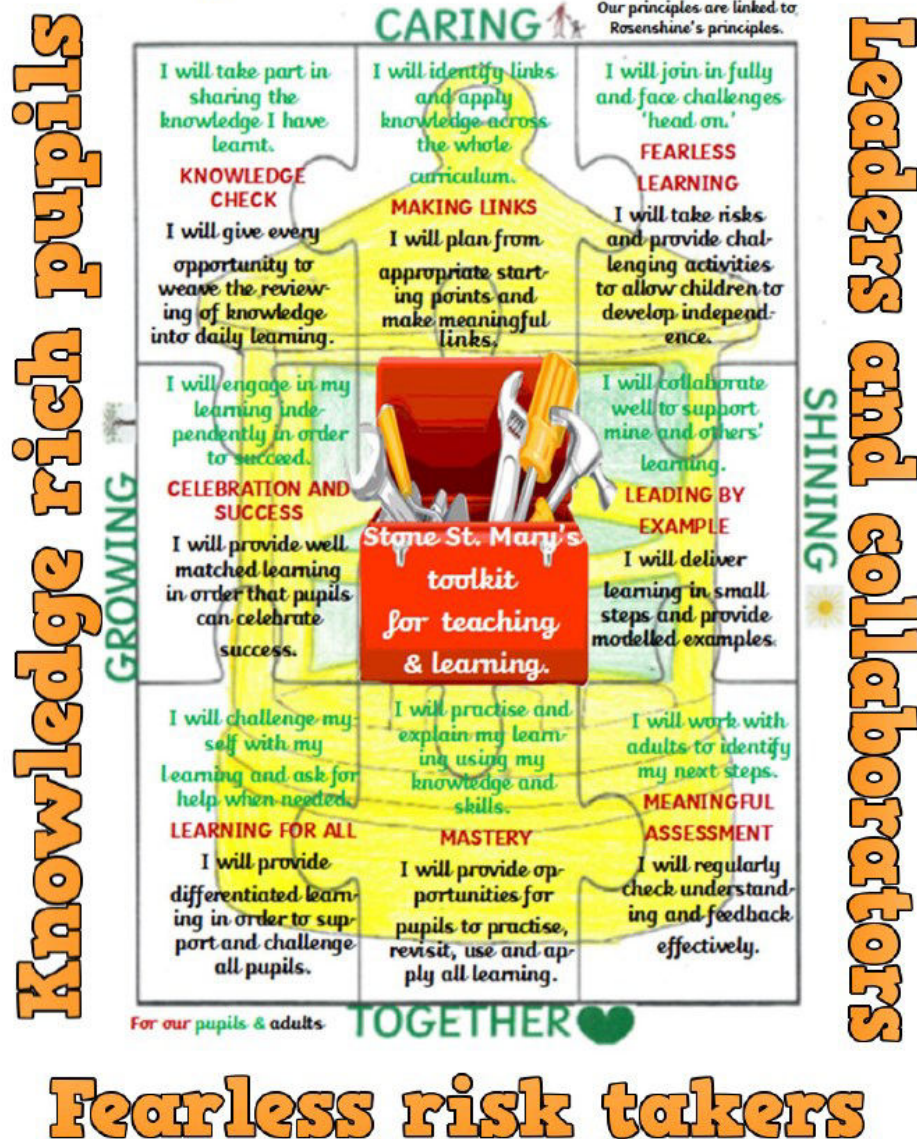 Our principles are linked to
Rosenshine's principles.
CARING
Knowledge rich pupils
Leaders and collaborators
GROWING
SHINING
I will take part in
sharing the
knowledge I have
learnt.
KNOWLEDGE
CHECK
I will give every
opportunity to
weave the review-
ing of knowledge
into daily learning.
I will identify links
and apply
knowledge across
the whole
curriculum.
MAKING LINKS
I will plan from
appropriate start-
ing points and
make meaningful
links.
I will join in fully
and face challenges
'head on.'
FEARLESS
LEARNING
I will take risks
and provide chal-
lenging activities
to allow children to
develop independ-
ence.
I will engage in my
learning inde-
pendently in order
to succeed.
CELEBRATION AND
SUCCESS
I will provide well
matched learning
in order that pupils
can celebrate
success.
Stone St. Mary's
toolkit
for teaching
& learning.
I will collaborate
well to support
mine and others'
learning.
LEADING BY
EXAMPLE
I will deliver
learning in small
steps and provide
modelled examples.
I will challenge my-
self with my
learning and ask for
help when needed.
LEARNING FOR ALL
I will provide
differentiated learn-
ing in order to sup-
port and challenge
all pupils.
I will practise and
explain my learn-
ing using my
knowledge and
skills.
MASTERY
I will provide op-
portunities for
pupils to practise,
revisit, use and ap-
ply all learning.
I will work with
adults to identify
my next steps.
MEANINGFUL
ASSESSMENT
I will regularly
check understand-
ing and feedback
effectively.
For our pupils & adults
TOGETHER
Fearless risk takers